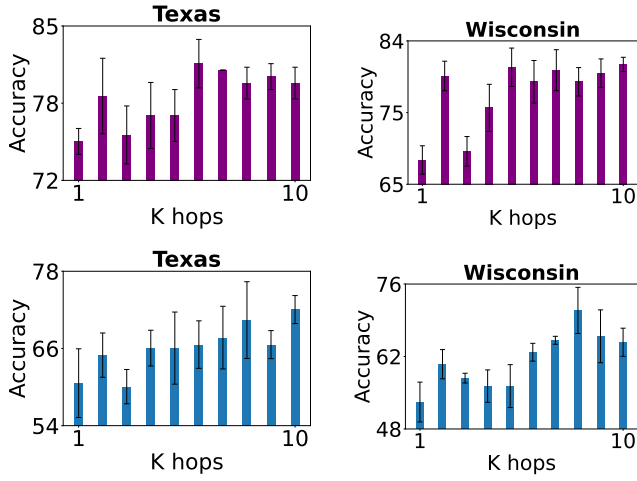 Texas
85
78
72
Accuracy
1
10
K hops
Wisconsin
84
75
65
Accuracy
1
10
K hops
Texas
78
66
54
Accuracy
1
10
K hops
Wisconsin
76
62
48
Accuracy
1
10
K hops